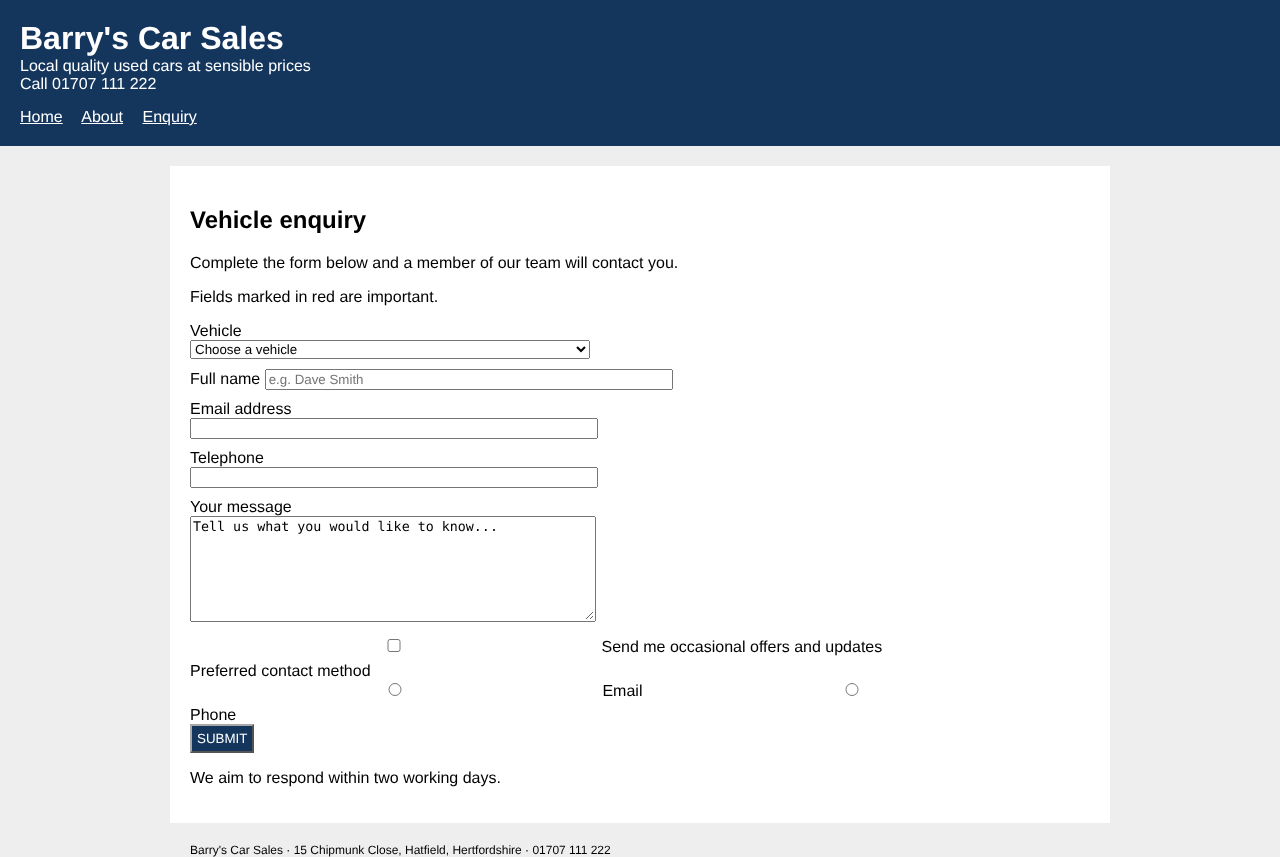 Barry's Car Sales
Local quality used cars at sensible prices
Call 01707 111 222
Home About Enquiry
Vehicle enquiry
Complete the form below and a member of our team will contact you.
Fields marked in red are important.
Vehicle
Choose a vehicle
Full name e.g. Dave Smith
Email address
Telephone
Your message
Tell us what you would like to know...
Send me occasional offers and updates
Preferred contact method
Email
Phone
SUBMIT
We aim to respond within two working days.
Barry's Car Sales · 15 Chipmunk Close, Hatfield, Hertfordshire · 01707 111 222